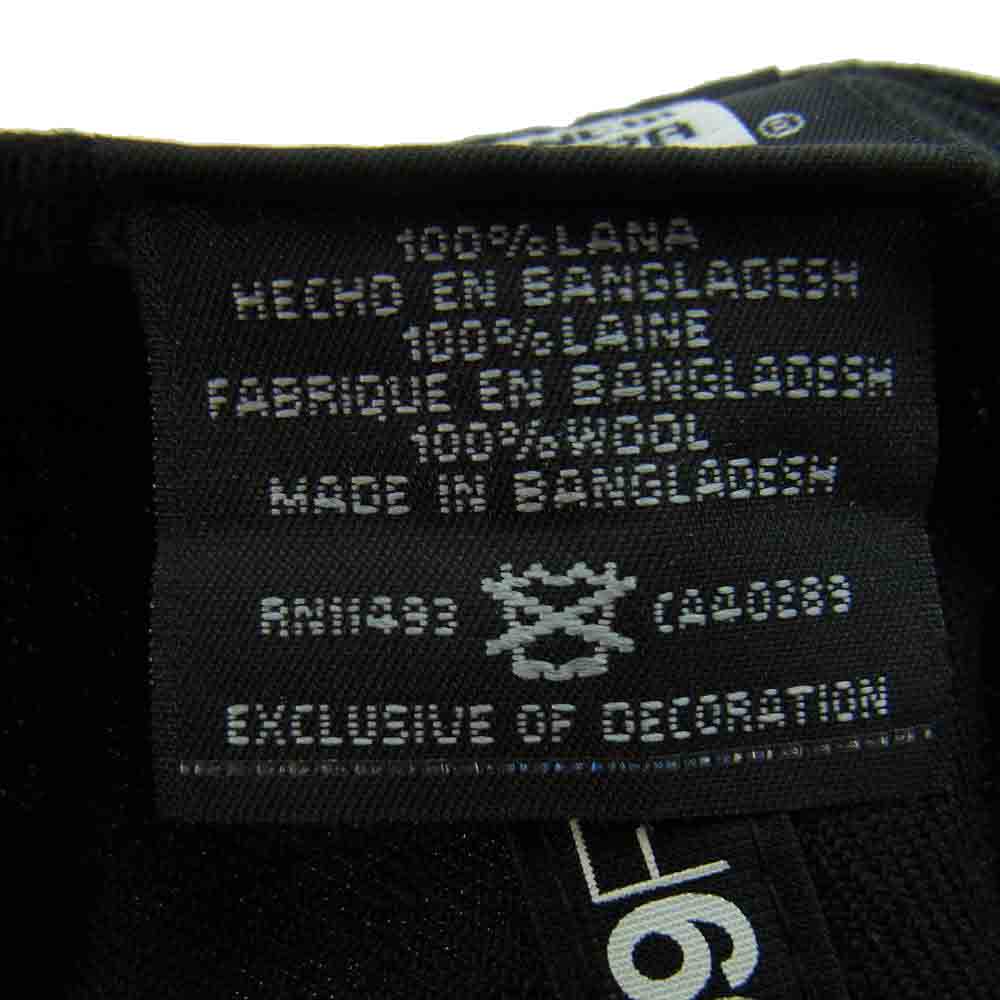 ®
100% LANA
HECHO EN BANGLADESH
100% LAINE
FABRIQUE EN BANGLADESH
100% WOOL
MADE IN BANGLADESH
RN11493 CA40289
EXCLUSIVE OF DECORATION